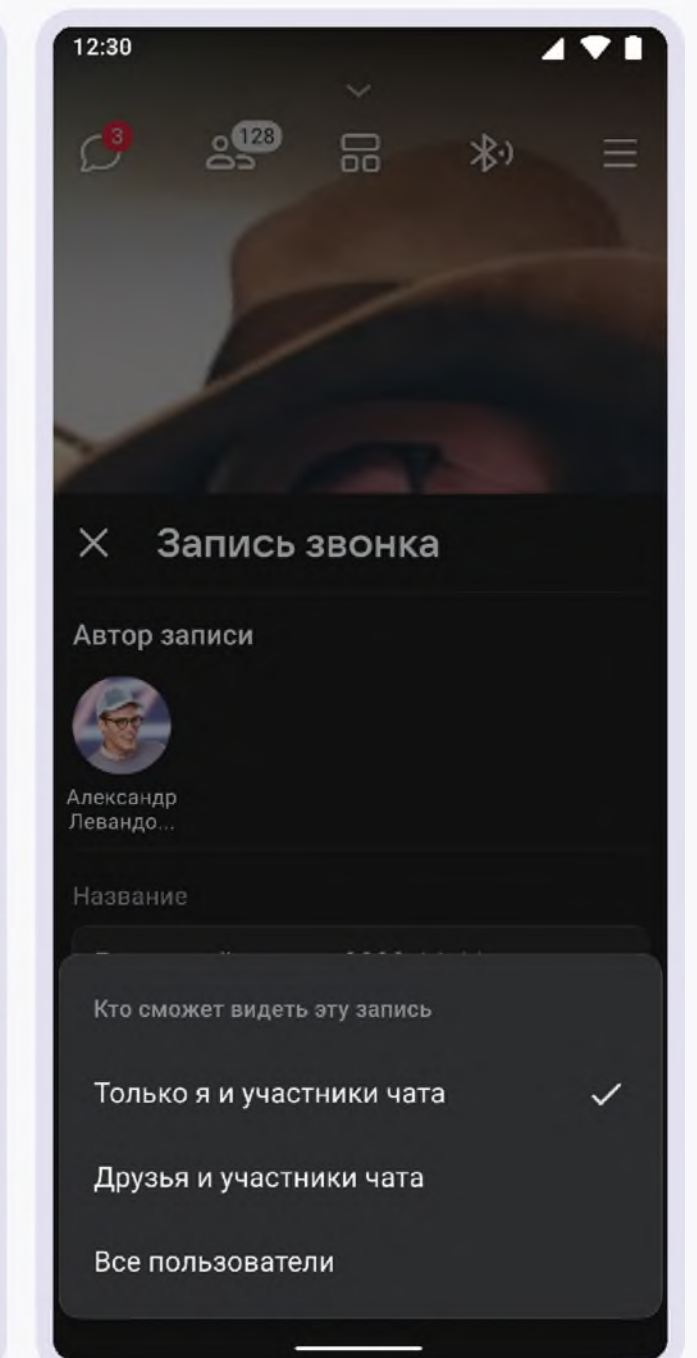 12:30
3
128
Запись звонка
Автор записи
Александр
Левандо...
Название
Кто сможет видеть эту запись
Только я и участники чата
Друзья и участники чата
Все пользователи